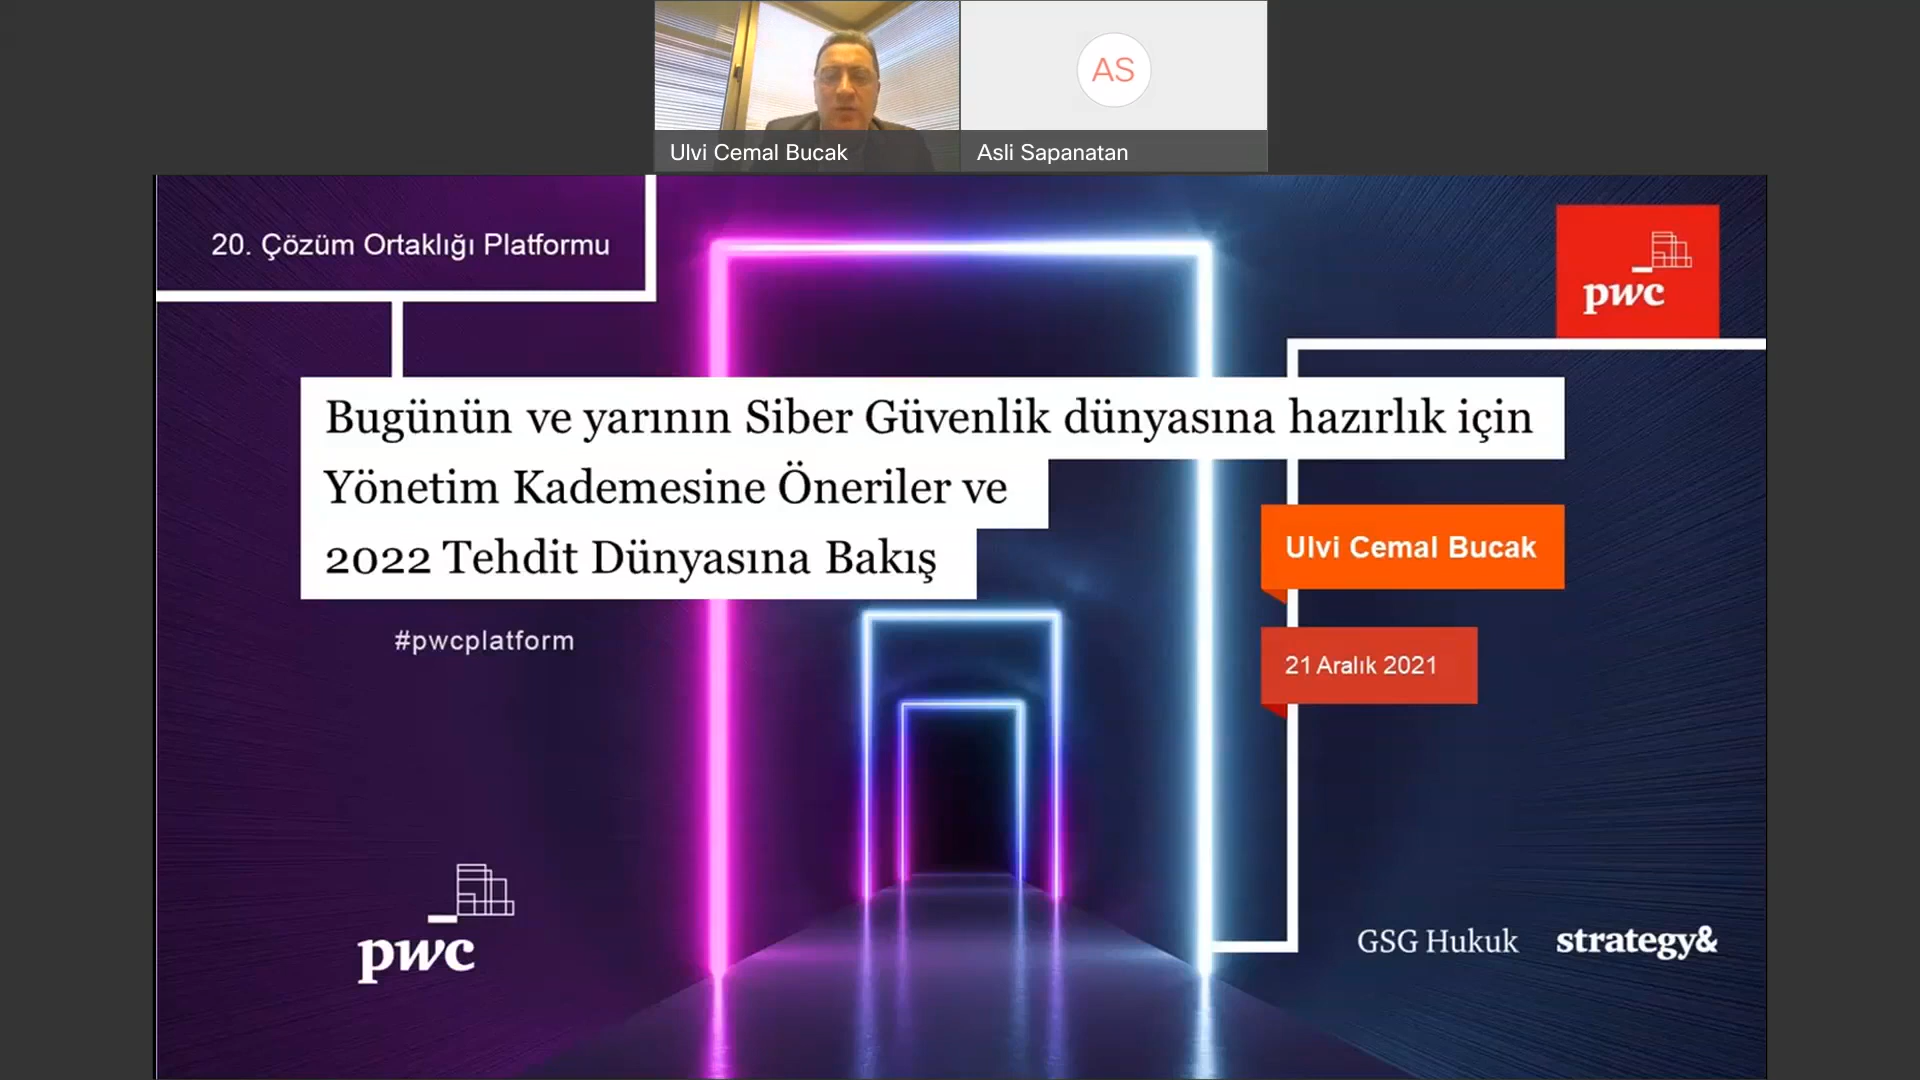 AS
Ulvi Cemal Bucak
Asli Sapanatan
20. Çözüm Ortaklığı Platformu
pwc
Bugünün ve yarının Siber Güvenlik dünyasına hazırlık için
Yönetim Kademesine Öneriler ve
2022 Tehdit Dünyasına Bakış
Ulvi Cemal Bucak
#pwcplatform
21 Aralık 2021
pwc
GSG Hukuk
strategy&